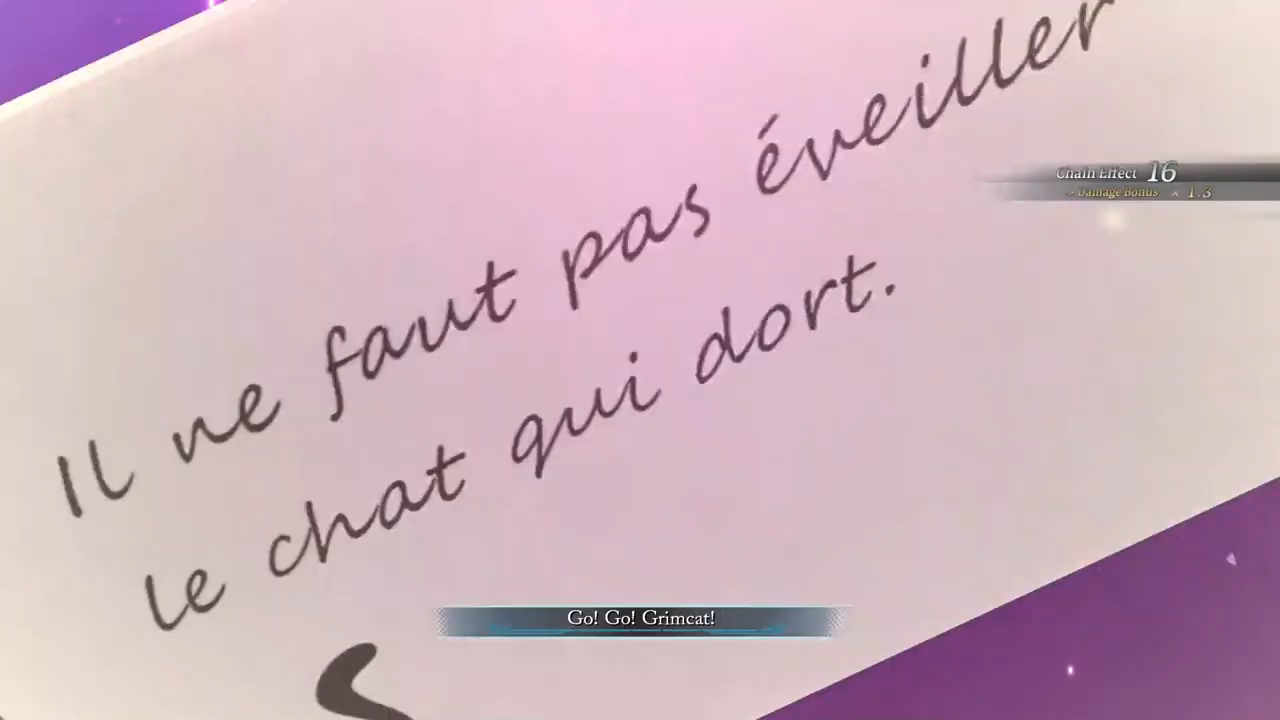 Il ne faut pas éveiller
le chat qui dort.
Chain Effect 16
Damage Bonus × 1.3
Go! Go! Grimcat!